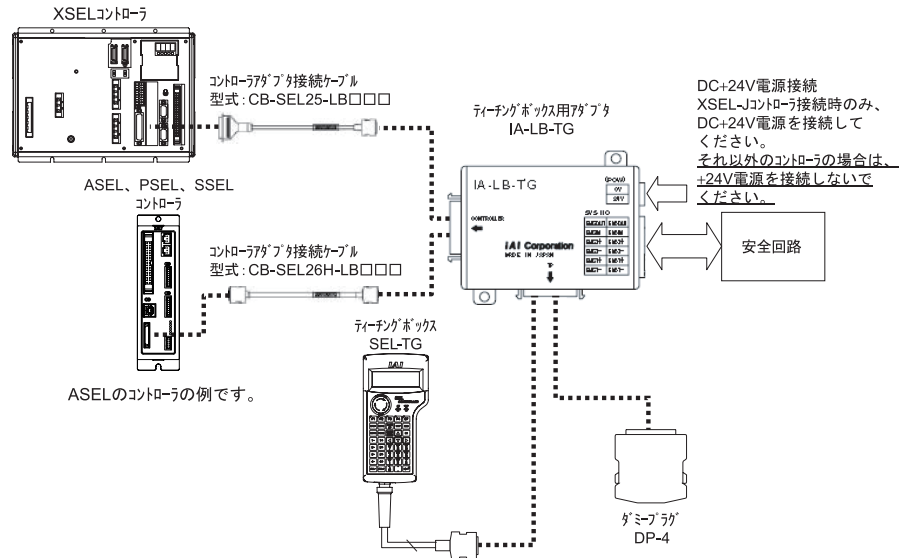 XSELコントローラ
コントローラアダプタ接続ケーブル
型式:CB-SEL25-LB□□□
ASEL、PSEL、SSEL
コントローラ
コントローラアダプタ接続ケーブル
型式:CB-SEL26H-LB□□□
ASELのコントローラの例です。
ティーチングボックス用アダプタ
IA-LB-TG
IA-LB-TG
CONTROLLER
(POW)
0V
24V
SYS IO
IAI Corporation
MADE IN JAPAN
TP
DC+24V電源接続
XSEL-Jコントローラ接続時のみ、
DC+24V電源を接続して
ください。
それ以外のコントローラの場合は、
+24V電源を接続しないで
ください。
安全回路
ティーチングボックス
SEL-TG
IAI
ダミープラグ
DP-4